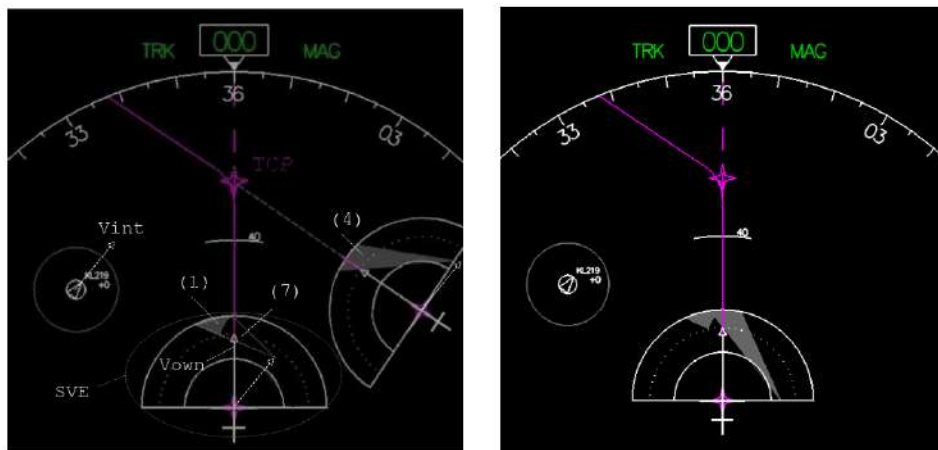 TRK 000 MAG
36
33
03
TCP
(4)
40
Vint
KL219
+0
(1)
(7)
Vown
SVE
TRK 000 MAG
36
33
03
40
KL219
+0